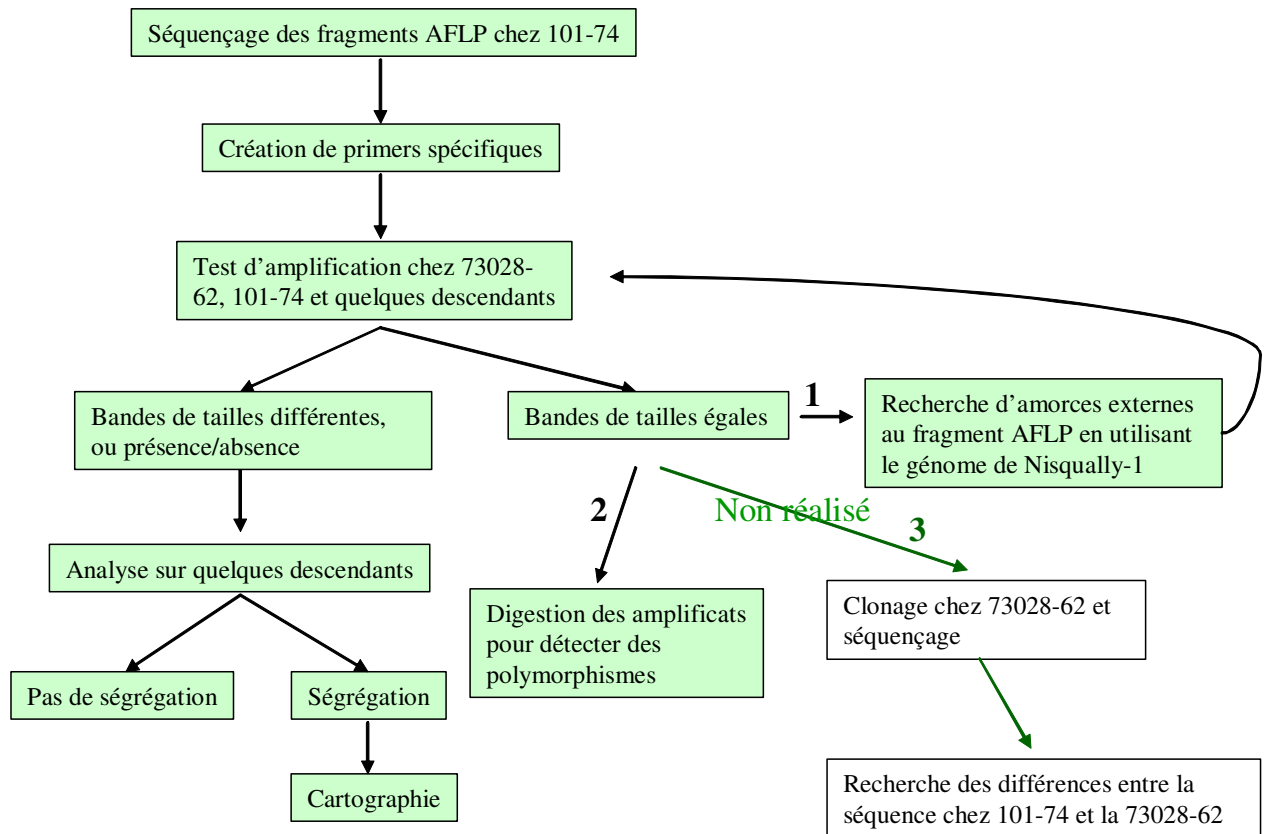 Séquençage des fragments AFLP chez 101-74
Création de primers spécifiques
Test d'amplification chez 73028-
62, 101-74 et quelques descendants
Bandes de tailles différentes,
ou présence/absence
Bandes de tailles égales
1
Recherche d'amorces externes
au fragment AFLP en utilisant
le génome de Nisqually-1
2
Non réalisé
3
Analyse sur quelques descendants
Digestion des amplificats
pour détecter des
polymorphismes
Clonage chez 73028-62 et
séquençage
Pas de ségrégation
Ségrégation
Cartographie
Recherche des différences entre la
séquence chez 101-74 et la 73028-62